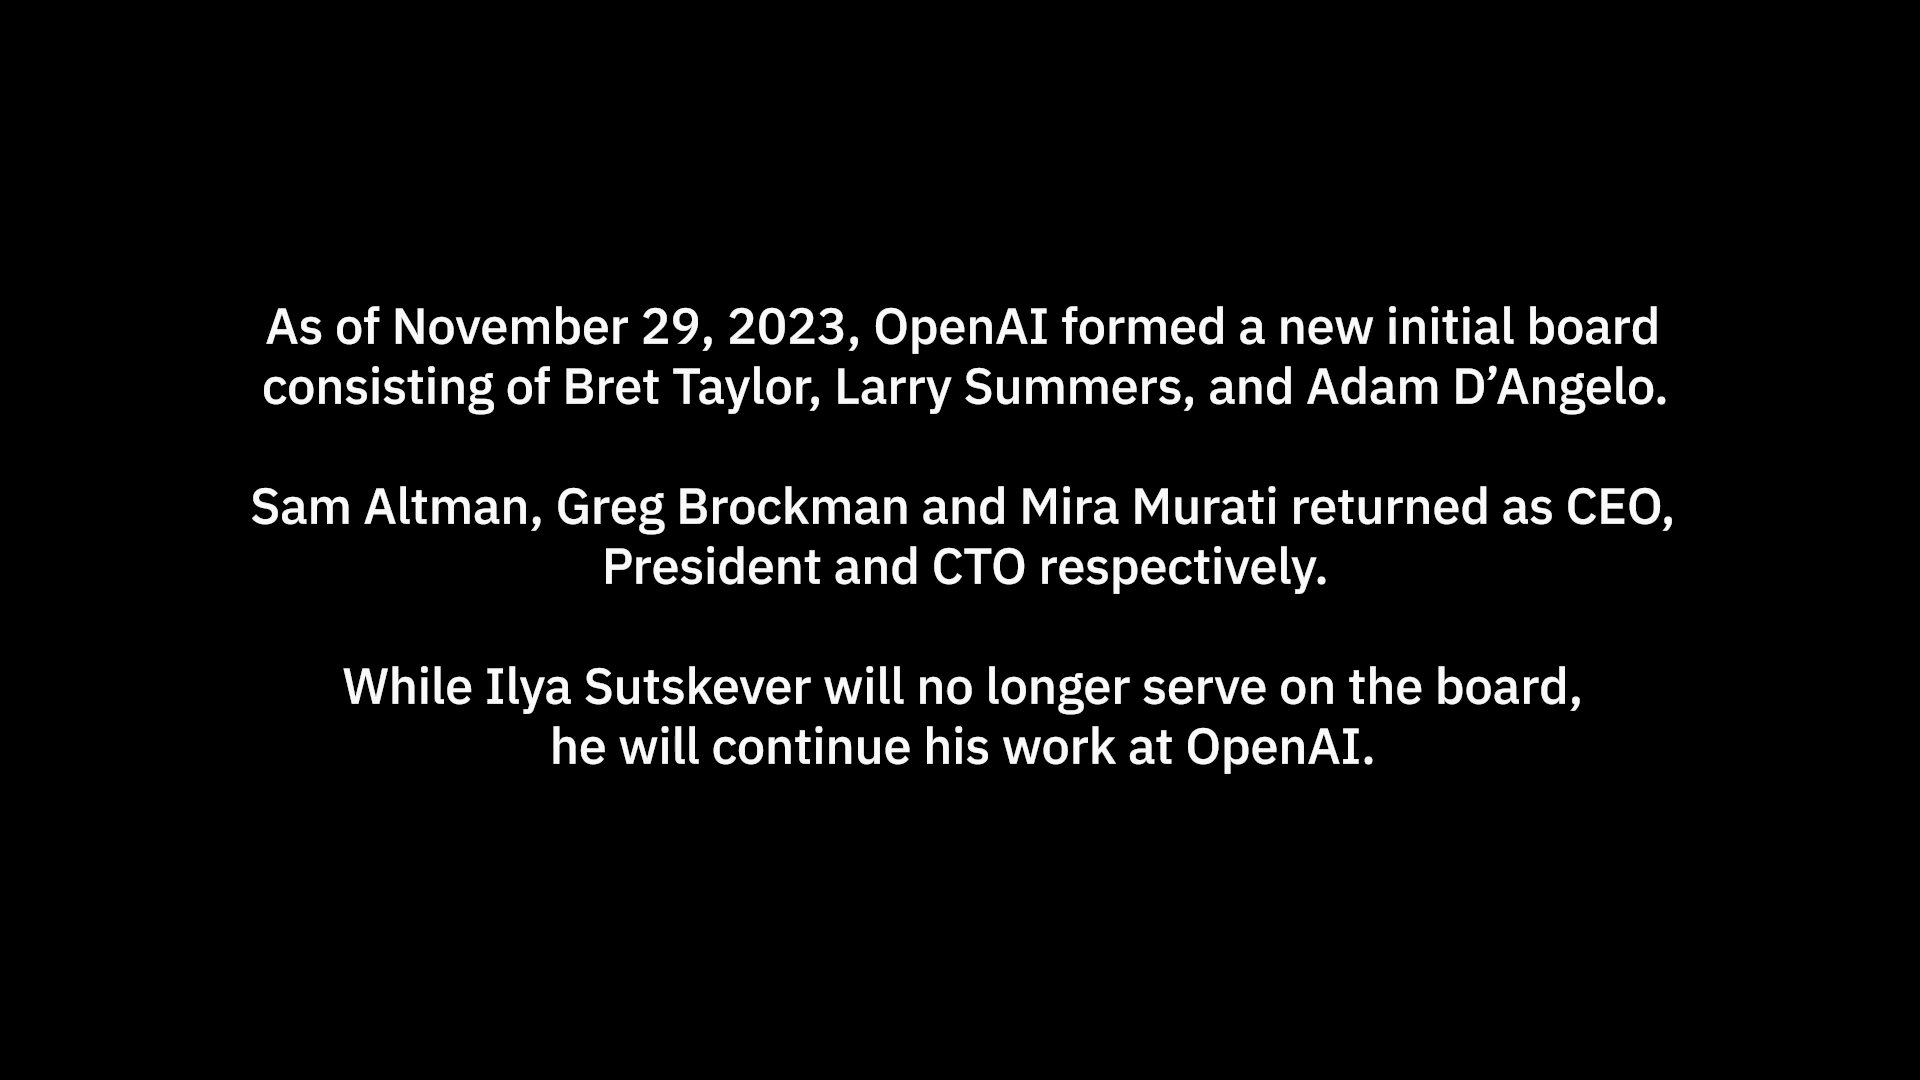 As of November 29, 2023, OpenAI formed a new initial board
consisting of Bret Taylor, Larry Summers, and Adam D’Angelo.
Sam Altman, Greg Brockman and Mira Murati returned as CEO,
President and CTO respectively.
While Ilya Sutskever will no longer serve on the board,
he will continue his work at OpenAI.